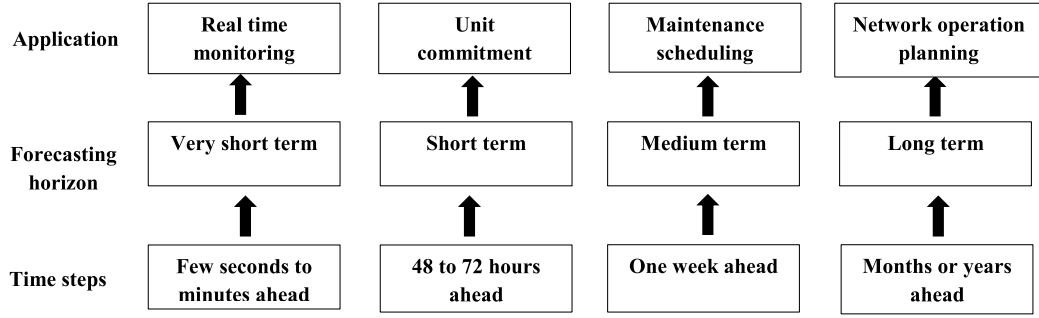 Application
Real time
monitoring
Unit
commitment
Maintenance
scheduling
Network operation
planning
Forecasting
horizon
Very short term
Short term
Medium term
Long term
Time steps
Few seconds to
minutes ahead
48 to 72 hours
ahead
One week ahead
Months or years
ahead